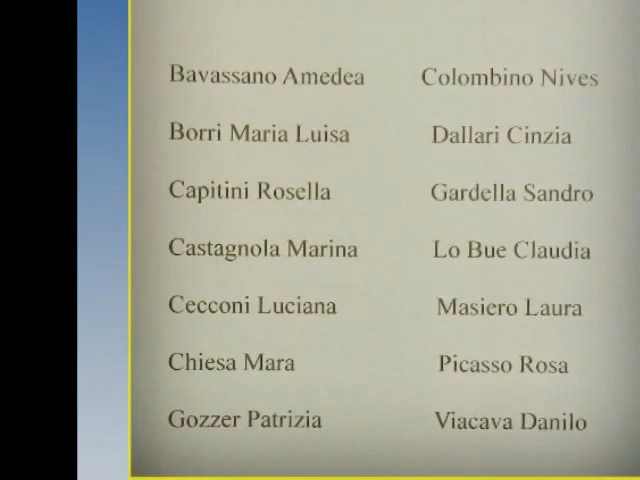 Bavassano Amedea
Borri Maria Luisa
Capitini Rosella
Castagnola Marina
Cecconi Luciana
Chiesa Mara
Gozzer Patrizia
Colombino Nives
Dallari Cinzia
Gardella Sandro
Lo Bue Claudia
Masiero Laura
Picasso Rosa
Viacava Danilo